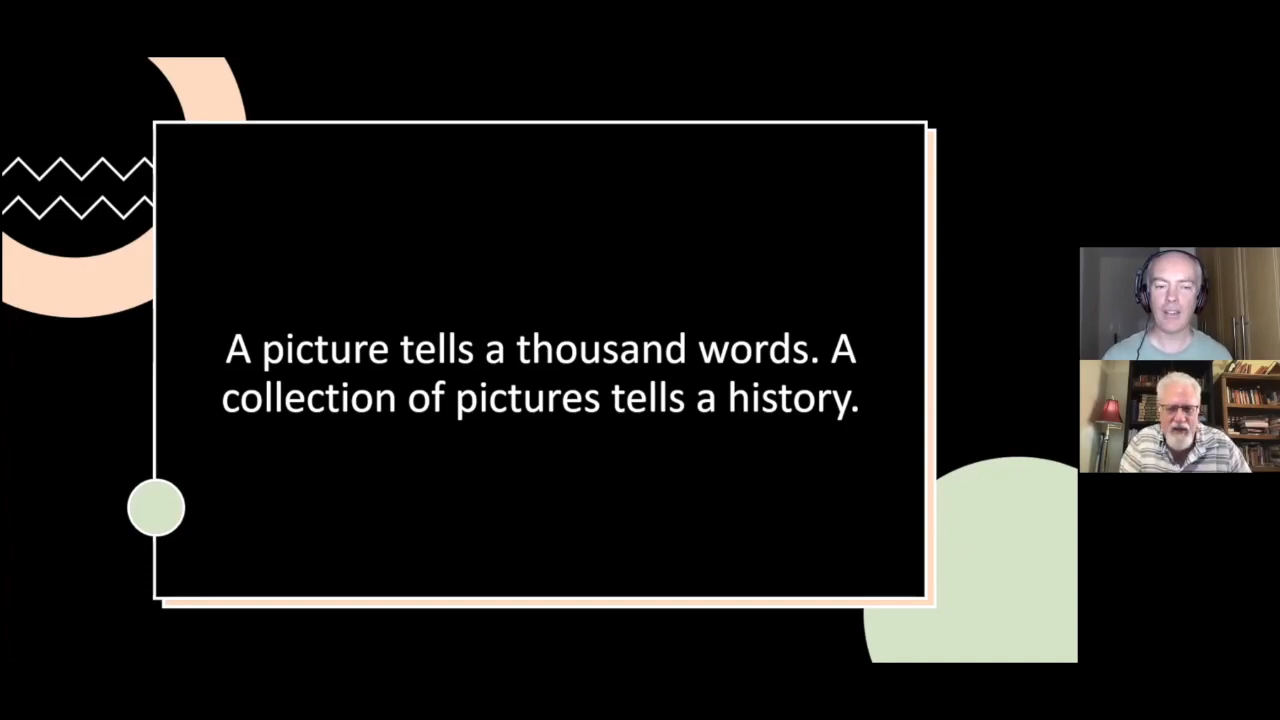 A picture tells a thousand words. A
collection of pictures tells a history.